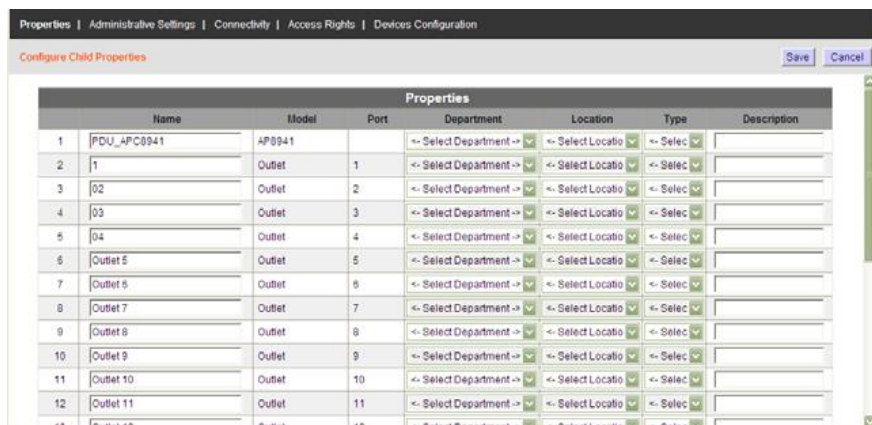 Properties | Administrative Settings | Connectivity | Access Rights | Devices Configuration
Configure Child Properties Save Cancel
Properties
Name Model Port Department Location Type Description
1 PDU_APC8941 AP8941 <- Select Department -> <- Select Locatio <- Selec
2 1 Outlet 1 <- Select Department -> <- Select Locatio <- Selec
3 02 Outlet 2 <- Select Department -> <- Select Locatio <- Selec
4 03 Outlet 3 <- Select Department -> <- Select Locatio <- Selec
5 04 Outlet 4 <- Select Department -> <- Select Locatio <- Selec
6 Outlet 5 Outlet 5 <- Select Department -> <- Select Locatio <- Selec
7 Outlet 6 Outlet 6 <- Select Department -> <- Select Locatio <- Selec
8 Outlet 7 Outlet 7 <- Select Department -> <- Select Locatio <- Selec
9 Outlet 8 Outlet 8 <- Select Department -> <- Select Locatio <- Selec
10 Outlet 9 Outlet 9 <- Select Department -> <- Select Locatio <- Selec
11 Outlet 10 Outlet 10 <- Select Department -> <- Select Locatio <- Selec
12 Outlet 11 Outlet 11 <- Select Department -> <- Select Locatio <- Selec